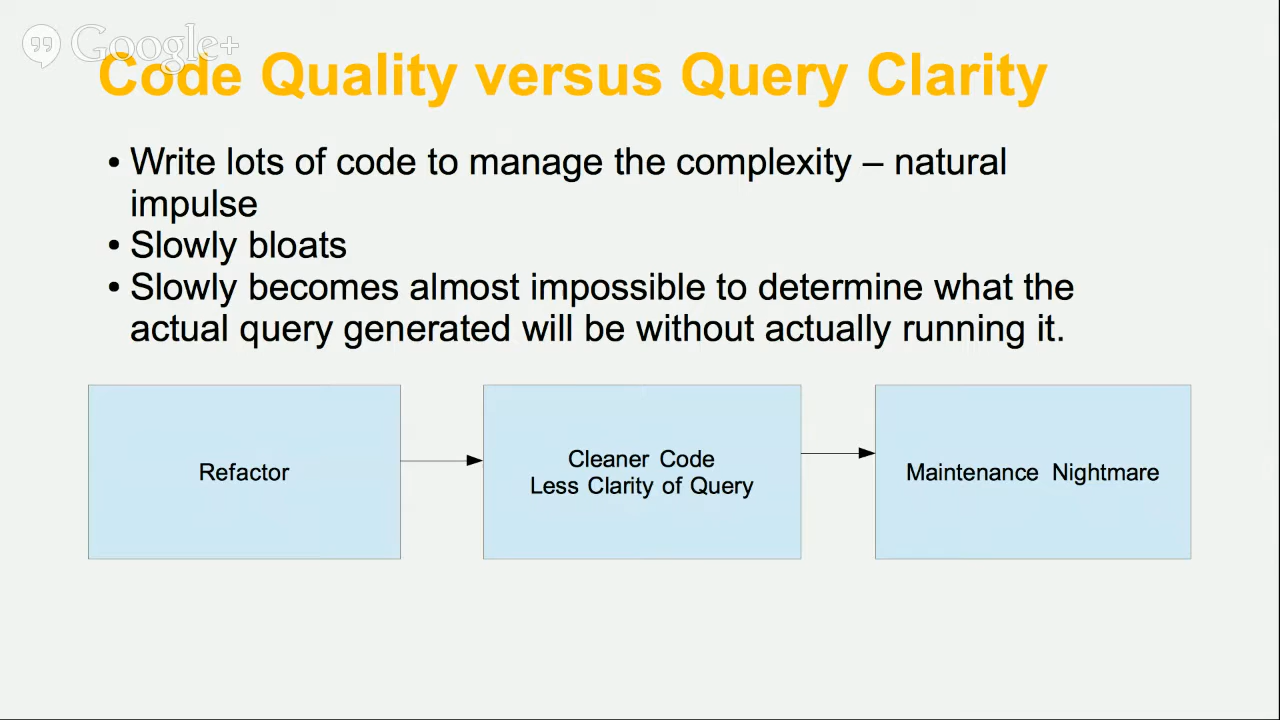 Google+
Code Quality versus Query Clarity
• Write lots of code to manage the complexity – natural
impulse
• Slowly bloats
• Slowly becomes almost impossible to determine what the
actual query generated will be without actually running it.
Refactor
Cleaner Code
Less Clarity of Query
Maintenance Nightmare